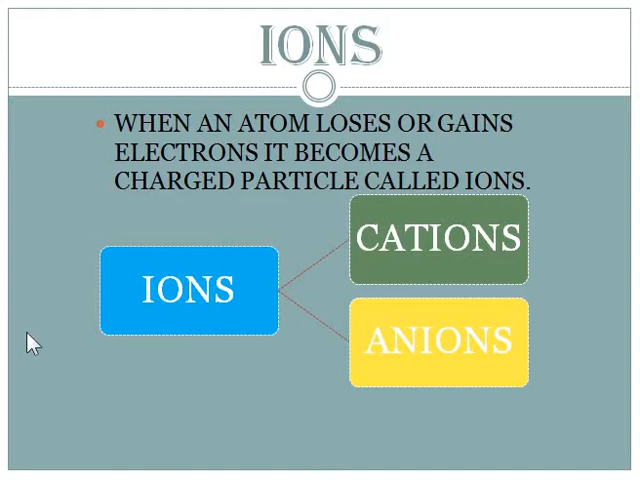 IONS
• WHEN AN ATOM LOSES OR GAINS
ELECTRONS IT BECOMES A
CHARGED PARTICLE CALLED IONS.
CATIONS
IONS
ANIONS